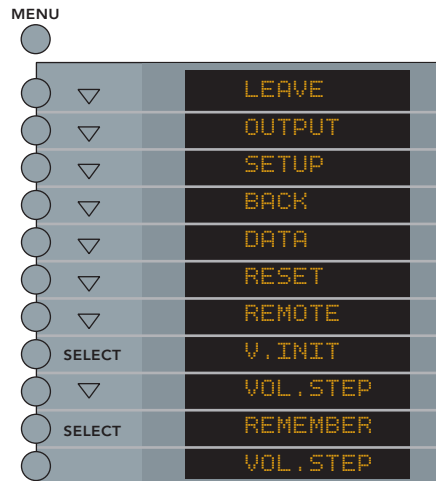 MENU
LEAVE
OUTPUT
SETUP
BACK
DATA
RESET
REMOTE
SELECT V.INIT
VOL.STEP
SELECT REMEMBER
VOL.STEP